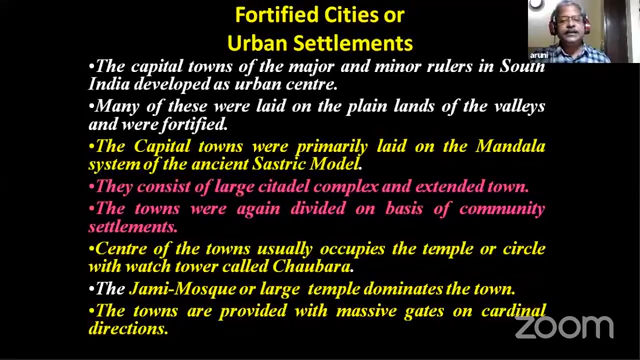 Fortified Cities or
Urban Settlements
•The capital towns of the major and minor rulers in South
India developed as urban centre.
•Many of these were laid on the plain lands of the valleys
and were fortified.
•The Capital towns were primarily laid on the Mandala
system of the ancient Sastric Model.
•They consist of large citadel complex and extended town.
•The towns were again divided on basis of community
settlements.
•Centre of the towns usually occupies the temple or circle
with watch tower called Chaubara.
•The Jami-Mosque or large temple dominates the town.
•The towns are provided with massive gates on cardinal
directions.
aruni
zoom